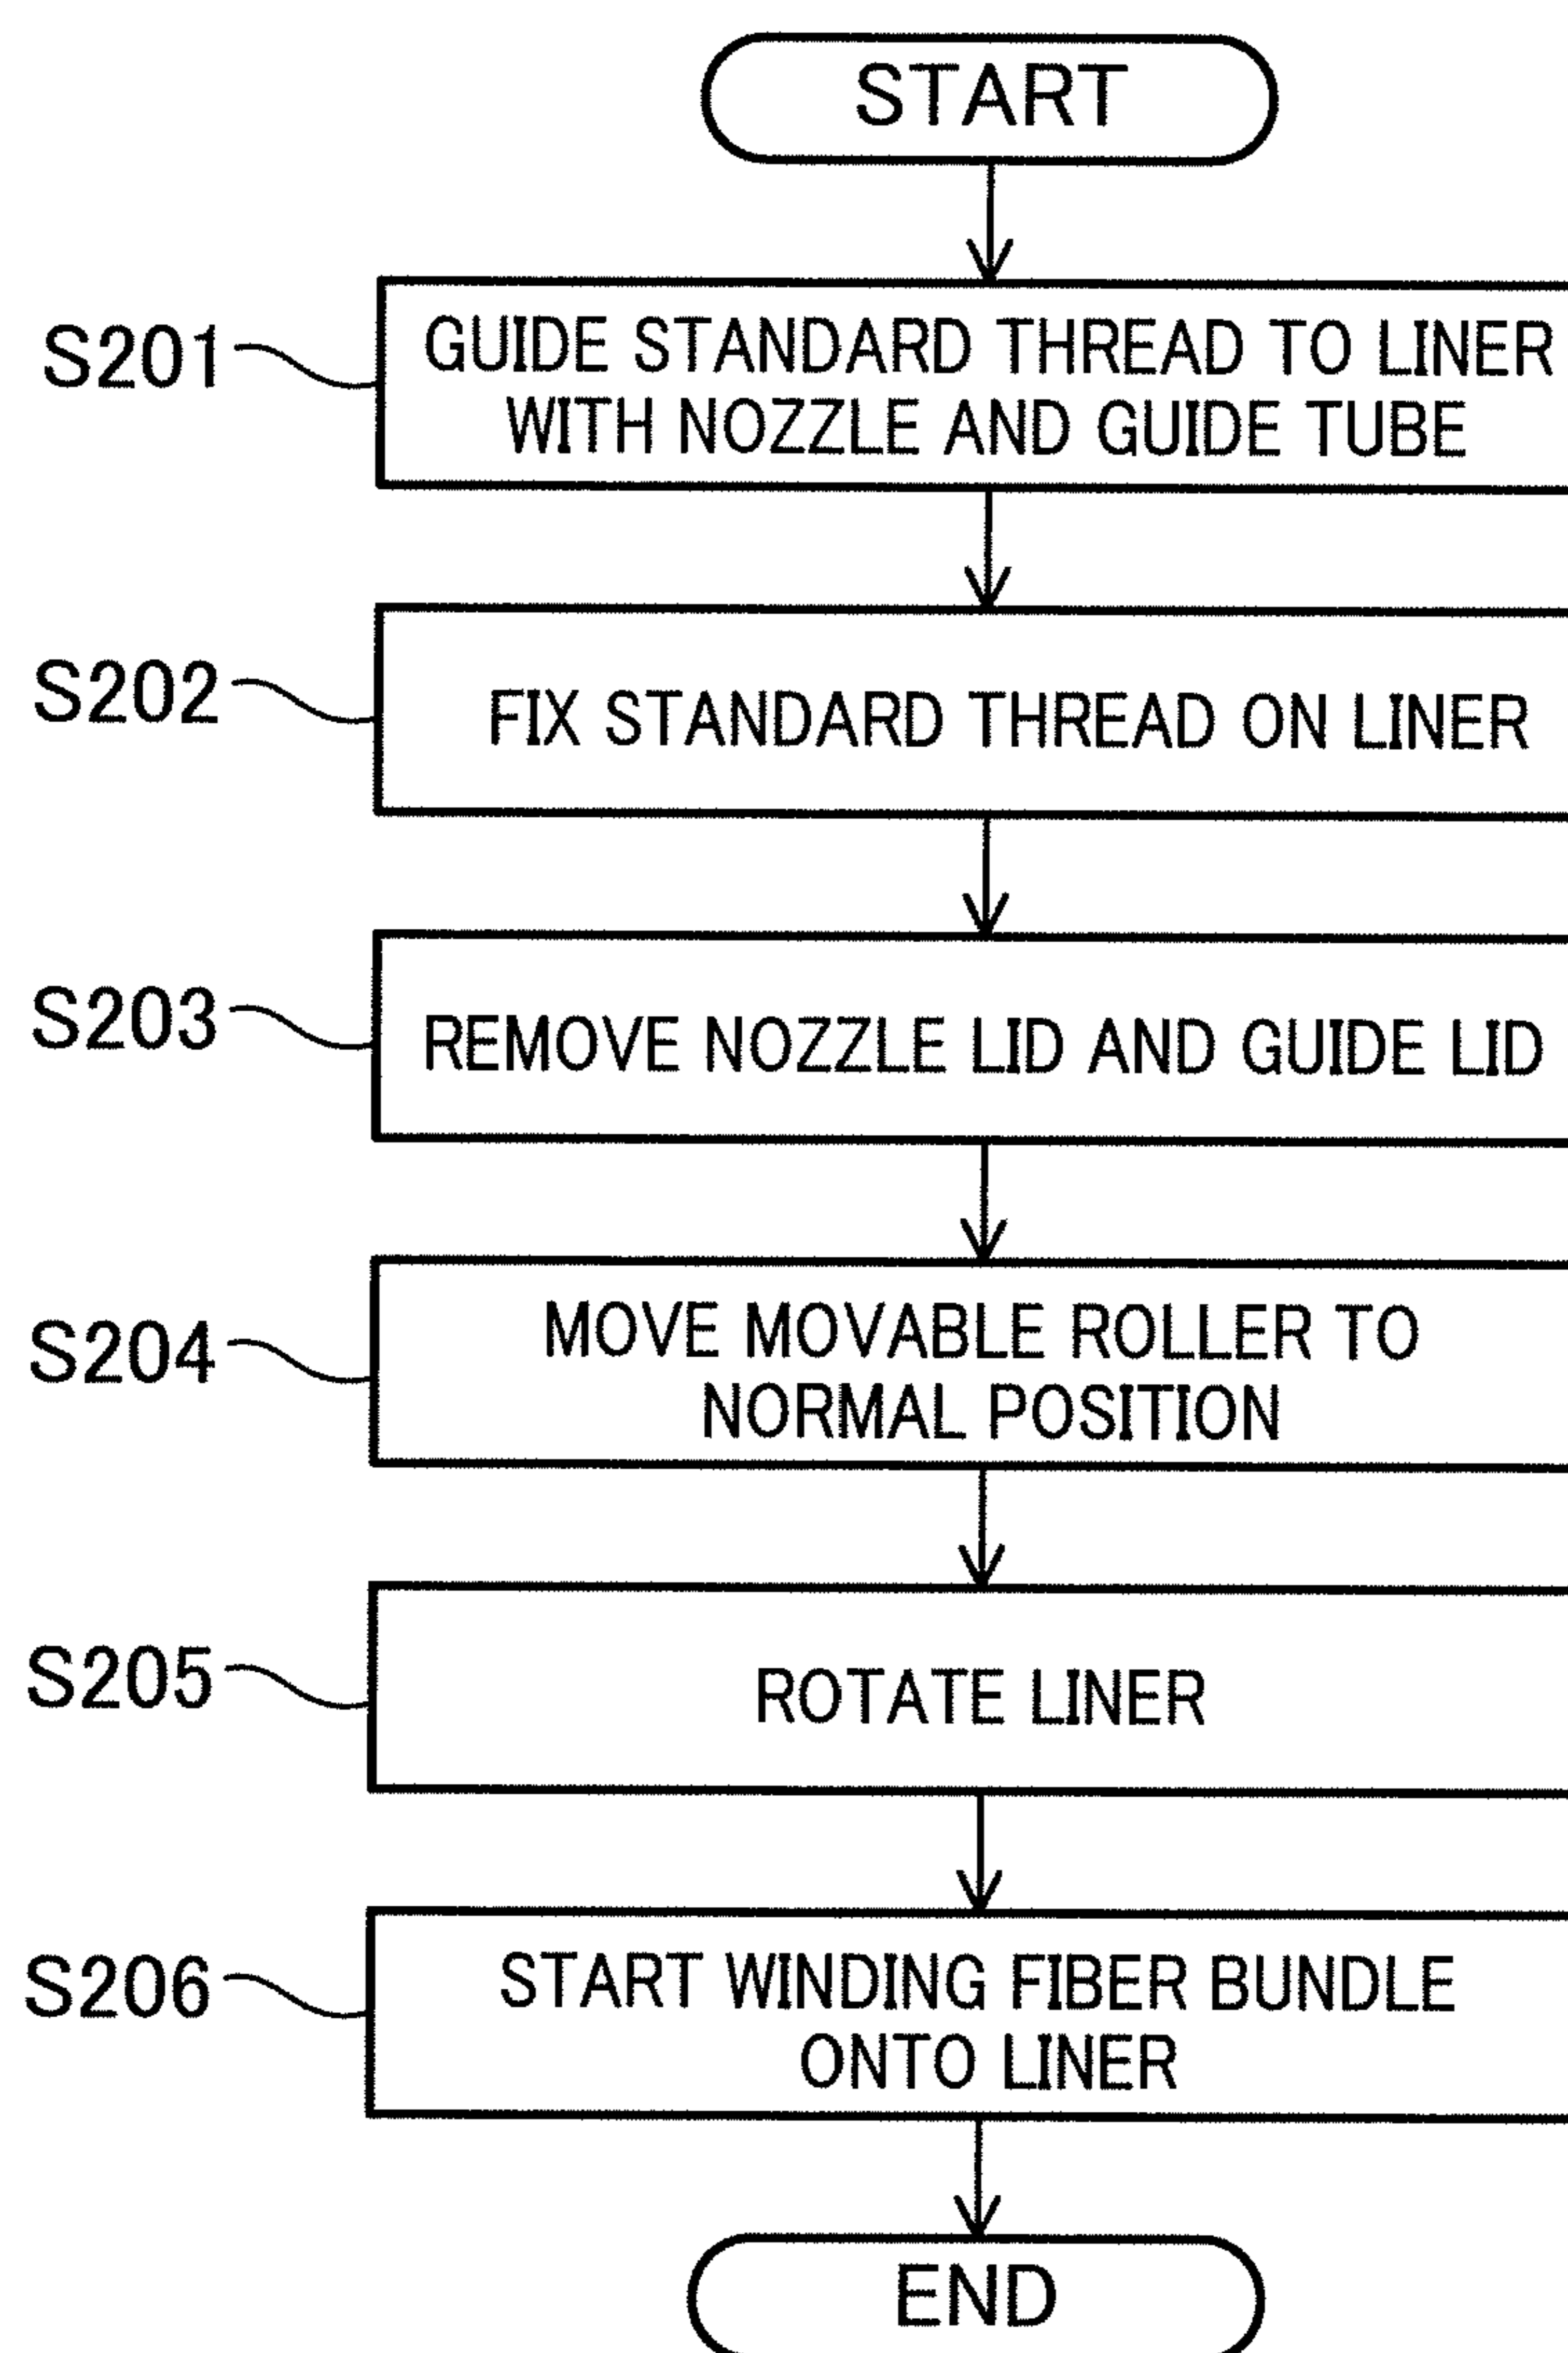 START
S201
GUIDE STANDARD THREAD TO LINER
WITH NOZZLE AND GUIDE TUBE
S202
FIX STANDARD THREAD ON LINER
S203
REMOVE NOZZLE LID AND GUIDE LID
S204
MOVE MOVABLE ROLLER TO
NORMAL POSITION
S205
ROTATE LINER
S206
START WINDING FIBER BUNDLE
ONTO LINER
END